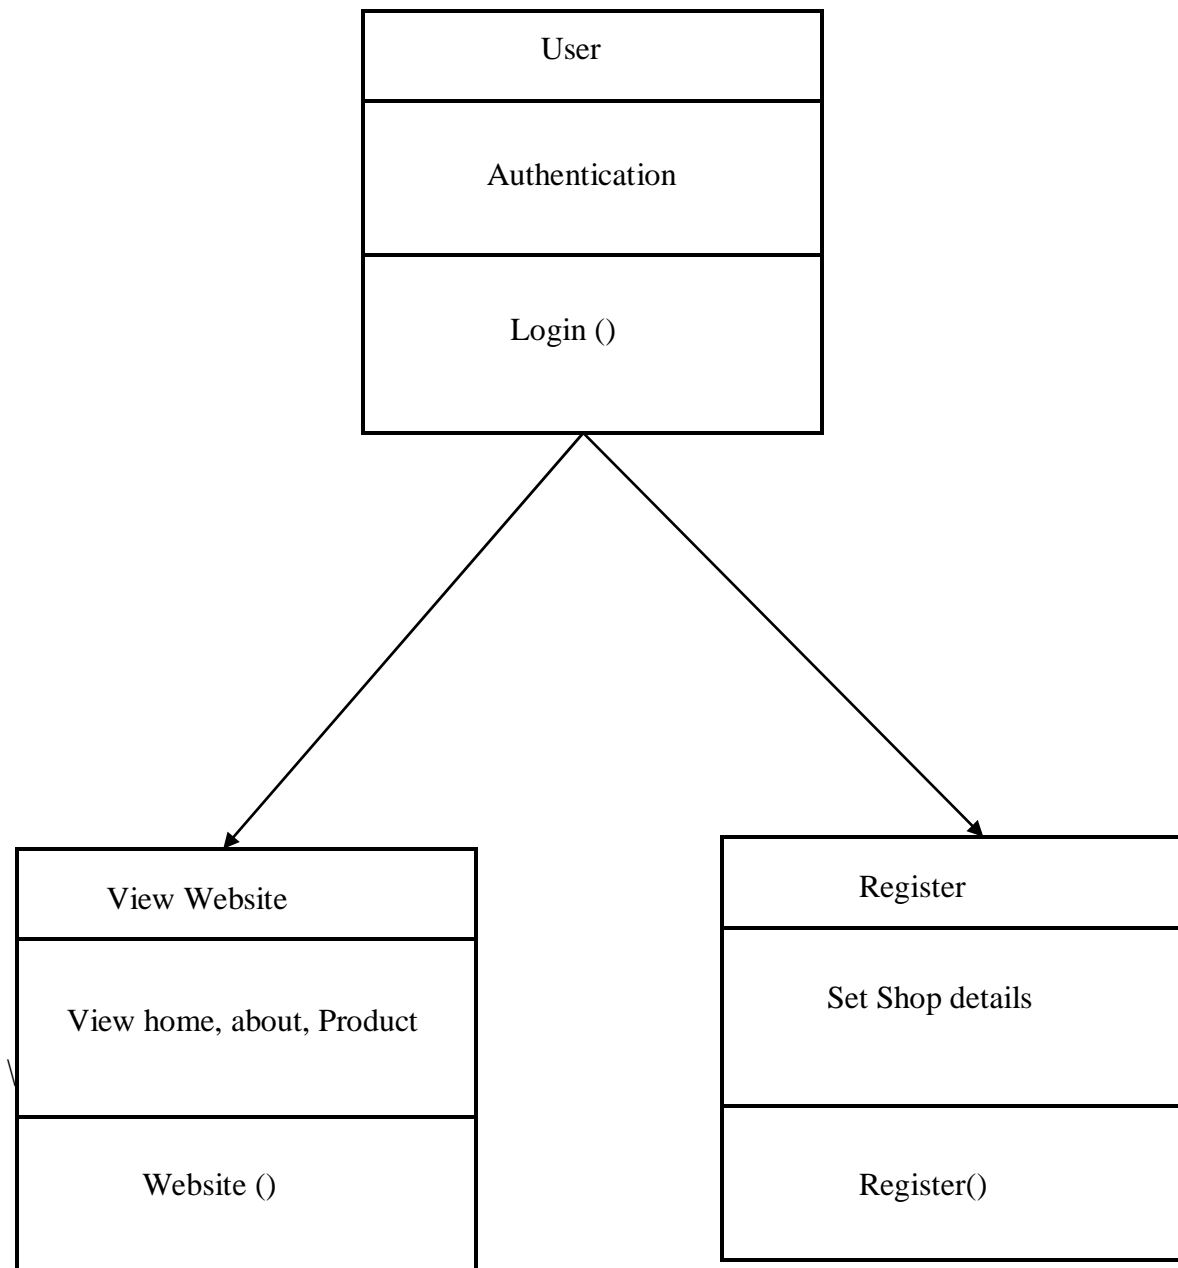 User
Authentication
Login ()
View Website
View home, about, Product
\
Website ()
Register
Set Shop details
Register()